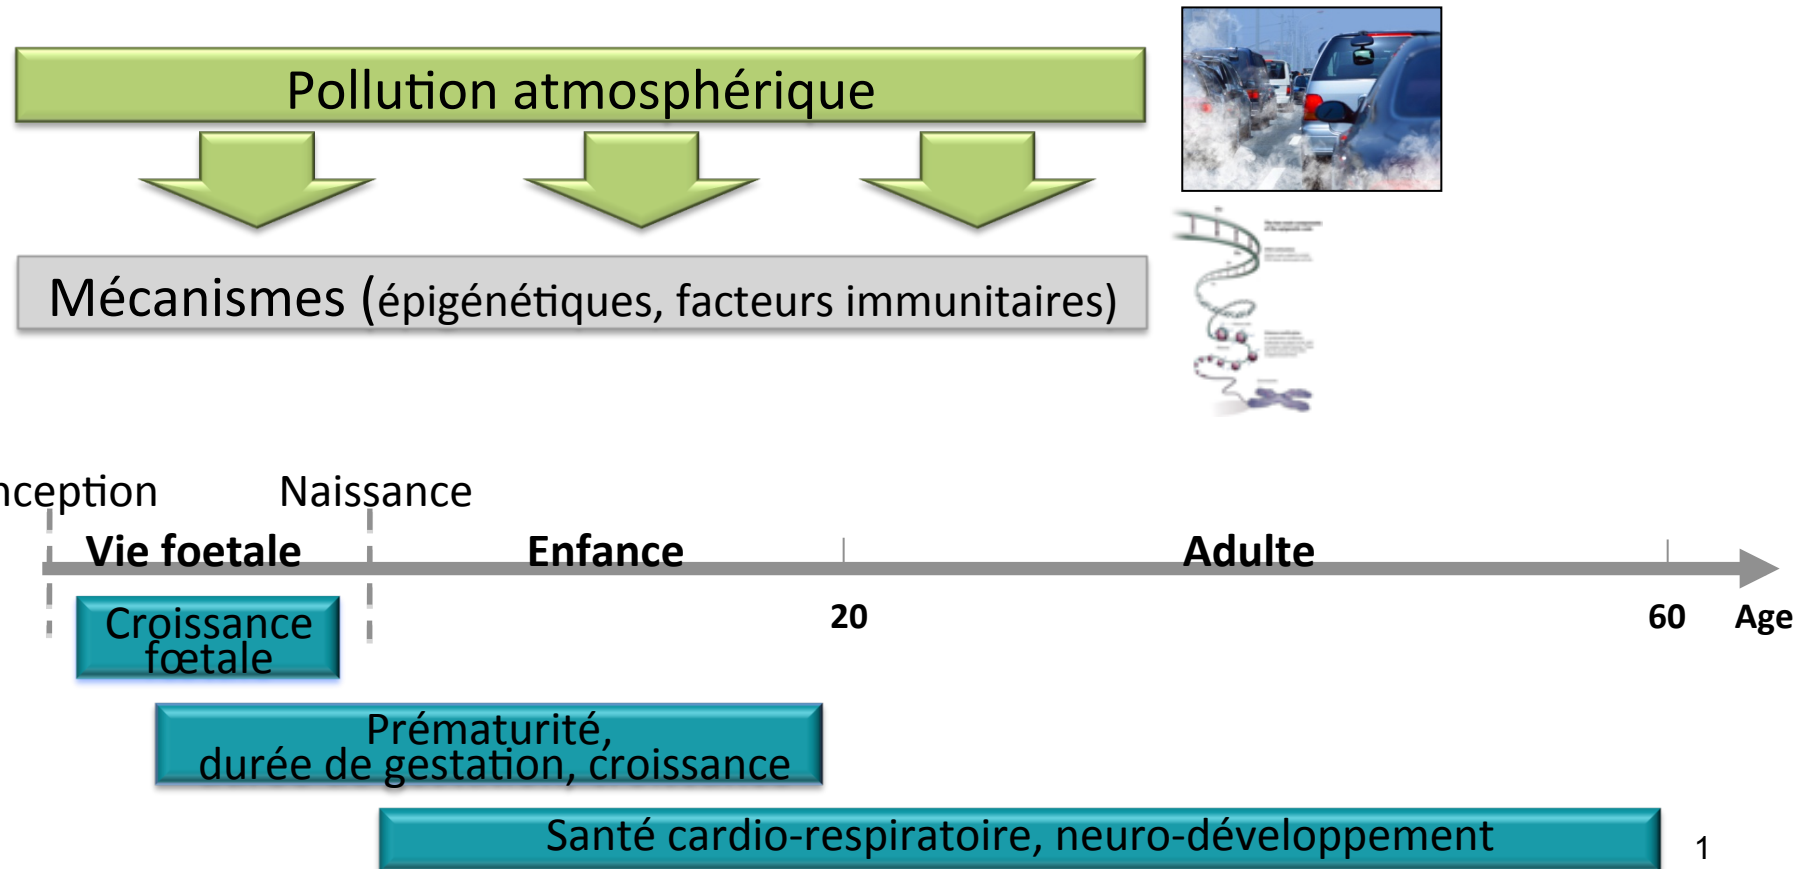 Pollution atmosphérique
Mécanismes (épigénétiques, facteurs immunitaires)
nception
Naissance
Vie foetale
Enfance
Adulte
20
60
Age
Croissance
fœtale
Prématurité,
durée de gestation, croissance
Santé cardio-respiratoire, neuro-développement
1